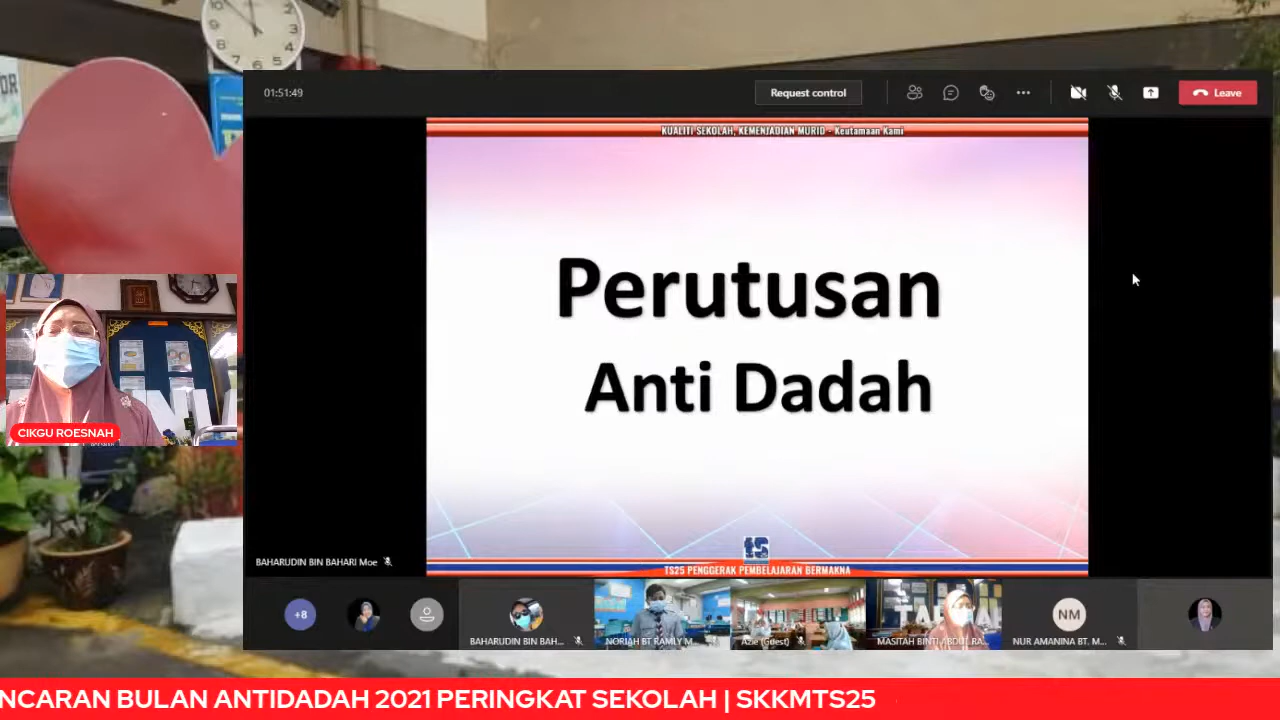 OR
01:51:49
Request control
Leave
KUALITI SEKOLAH, KEMENJADIAN MURID - Keutamaan Kami
Perutusan
Anti Dadah
CIKGU ROESNAH
BAHARUDIN BIN BAHARI Moe
ts
TS25 PENGGERAK PEMBELAJARAN BERMAKNA
+8
BAHARUDIN BIN BAH...
NORIAH BT RAMLY M...
Azie (Guest)
MASITAH BINTI ABDUL RA...
NM
NUR AMANINA BT. M...
NCARAN BULAN ANTIDADAH 2021 PERINGKAT SEKOLAH | SKKMTS25